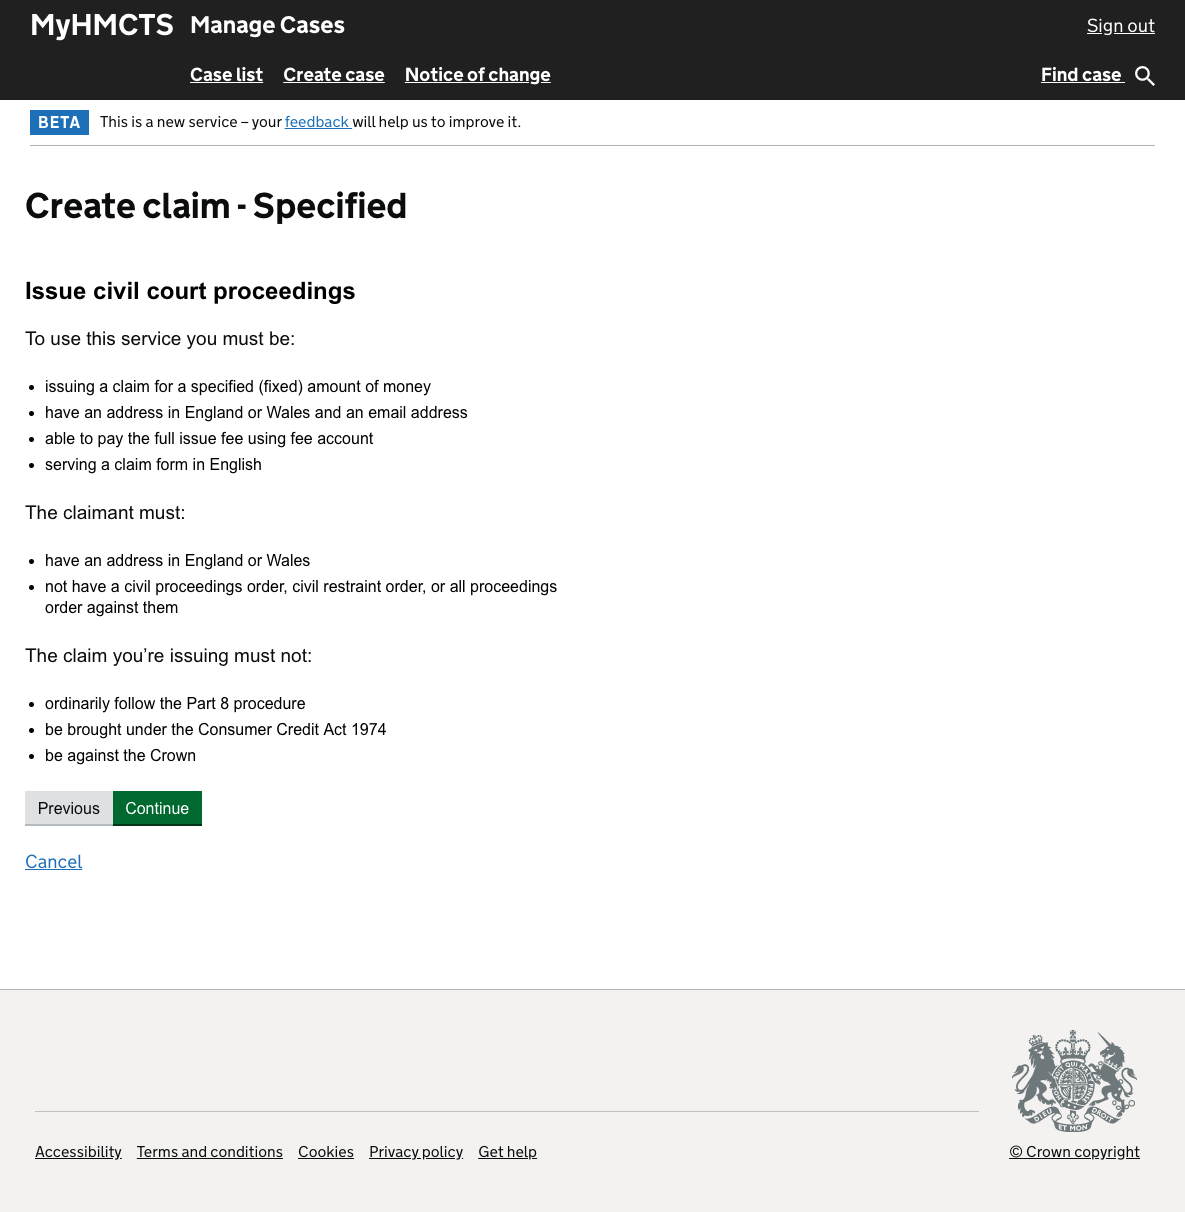 MyHMCTS Manage Cases Sign out
Case list Create case Notice of change Find case
BETA This is a new service – your feedback will help us to improve it.
Create claim - Specified
Issue civil court proceedings
To use this service you must be:
• issuing a claim for a specified (fixed) amount of money
• have an address in England or Wales and an email address
• able to pay the full issue fee using fee account
• serving a claim form in English
The claimant must:
• have an address in England or Wales
• not have a civil proceedings order, civil restraint order, or all proceedings
order against them
The claim you’re issuing must not:
• ordinarily follow the Part 8 procedure
• be brought under the Consumer Credit Act 1974
• be against the Crown
Previous Continue
Cancel
DIEU ET MON DROIT
Accessibility Terms and conditions Cookies Privacy policy Get help © Crown copyright